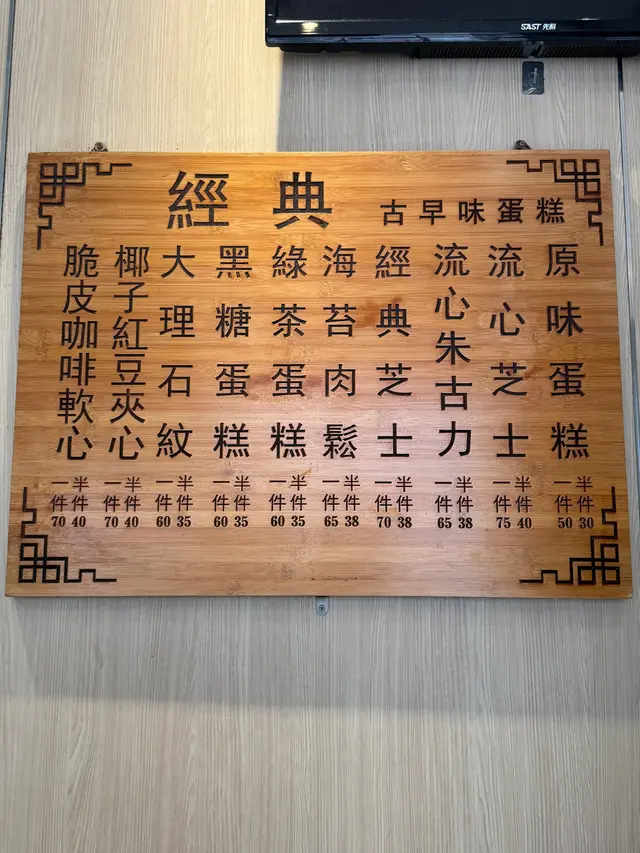 SAST 先科
經典 古早味蛋糕
原味蛋糕 一件 50 半件 30
流心芝士 一件 75 半件 40
流心朱古力 一件 65 半件 38
經典芝士 一件 70 半件 38
海苔肉鬆 一件 65 半件 38
綠茶蛋糕 一件 60 半件 35
黑糖蛋糕 一件 60 半件 35
大理石紋 一件 60 半件 35
椰子紅豆夾心 一件 70 半件 40
脆皮咖啡軟心 一件 70 半件 40